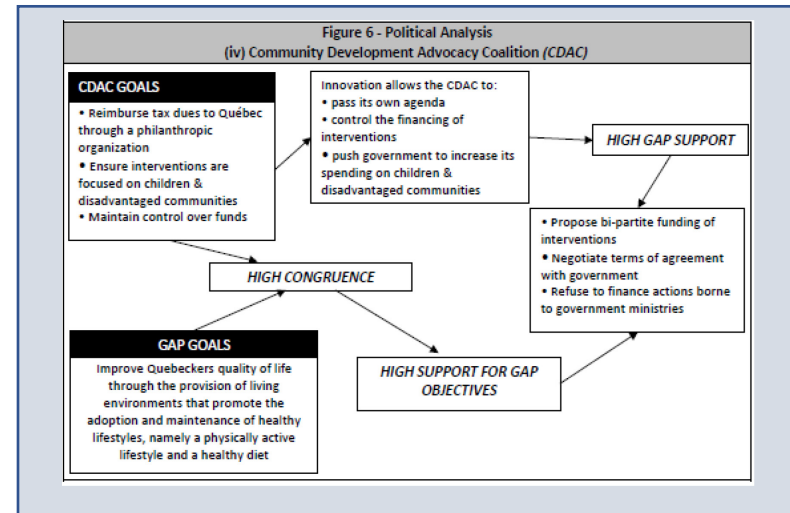 Figure 6 - Political Analysis
(iv) Community Development Advocacy Coalition (CDAC)
CDAC GOALS
• Reimburse tax dues to Québec
through a philanthropic
organization
• Ensure interventions are
focused on children &
disadvantaged communities
• Maintain control over funds
Innovation allows the CDAC to:
• pass its own agenda
• control the financing of
interventions
• push government to increase its
spending on children &
disadvantaged communities
HIGH GAP SUPPORT
• Propose bi-partite funding of
interventions
• Negotiate terms of agreement
with government
• Refuse to finance actions borne
to government ministries
HIGH CONGRUENCE
GAP GOALS
Improve Quebeckers quality of life
through the provision of living
environments that promote the
adoption and maintenance of healthy
lifestyles, namely a physically active
lifestyle and a healthy diet
HIGH SUPPORT FOR GAP
OBJECTIVES